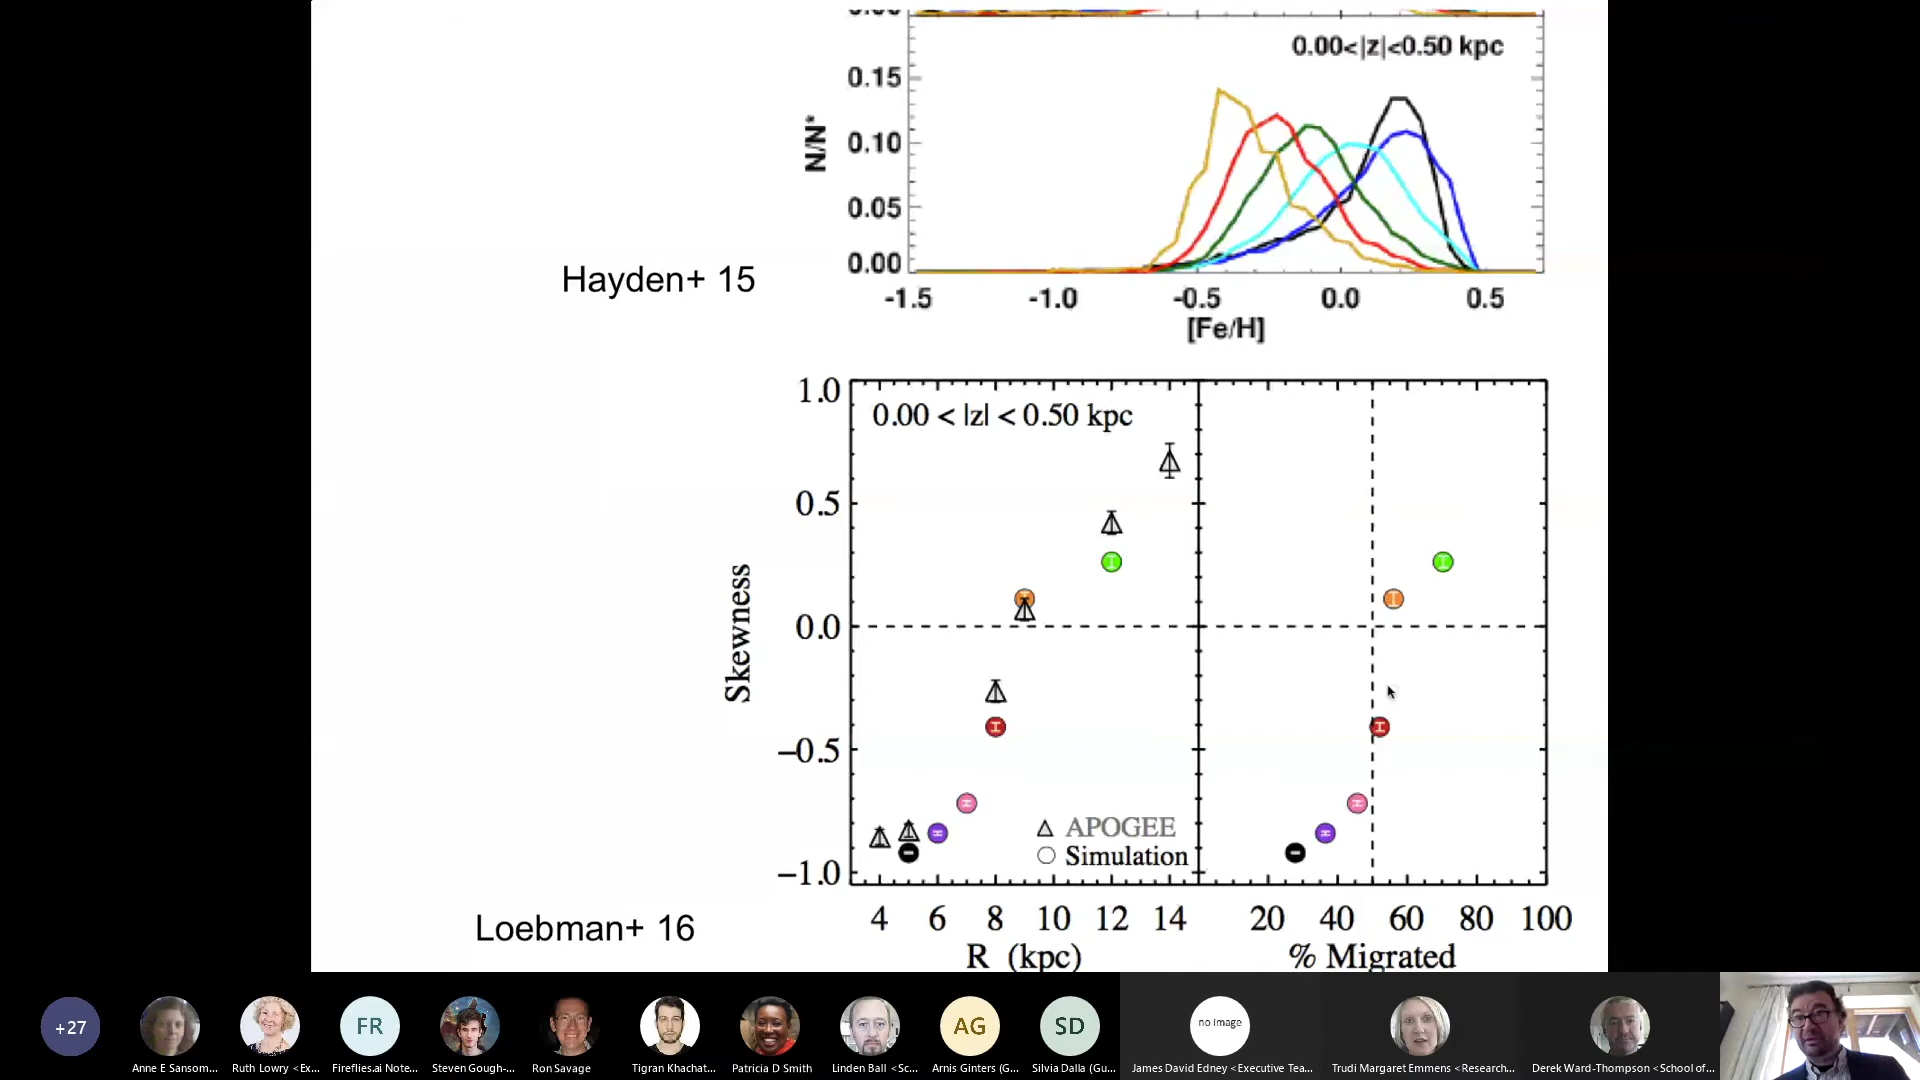 0.00
0.00<|z|<0.50 kpc
0.15
0.10
0.05
0.00
N/N*
-1.5 -1.0 -0.5 0.0 0.5
[Fe/H]
Hayden+ 15
1.0
0.5
0.0
−0.5
−1.0
Skewness
0.00 < |z| < 0.50 kpc
APOGEE
Simulation
4 6 8 10 12 14 20 40 60 80 100
R (kpc) % Migrated
Loebman+ 16
+27
FR
AG
SD
no image
Anne E Sansom...
Ruth Lowry <Ex...
Fireflies.ai Note...
Steven Gough-...
Ron Savage
Tigran Khachat...
Patricia D Smith
Linden Ball <Sc...
Arnis Ginters (G...
Silvia Dalla (Gu...
James David Edney <Executive Tea...
Trudi Margaret Emmens <Research...
Derek Ward-Thompson <School of...